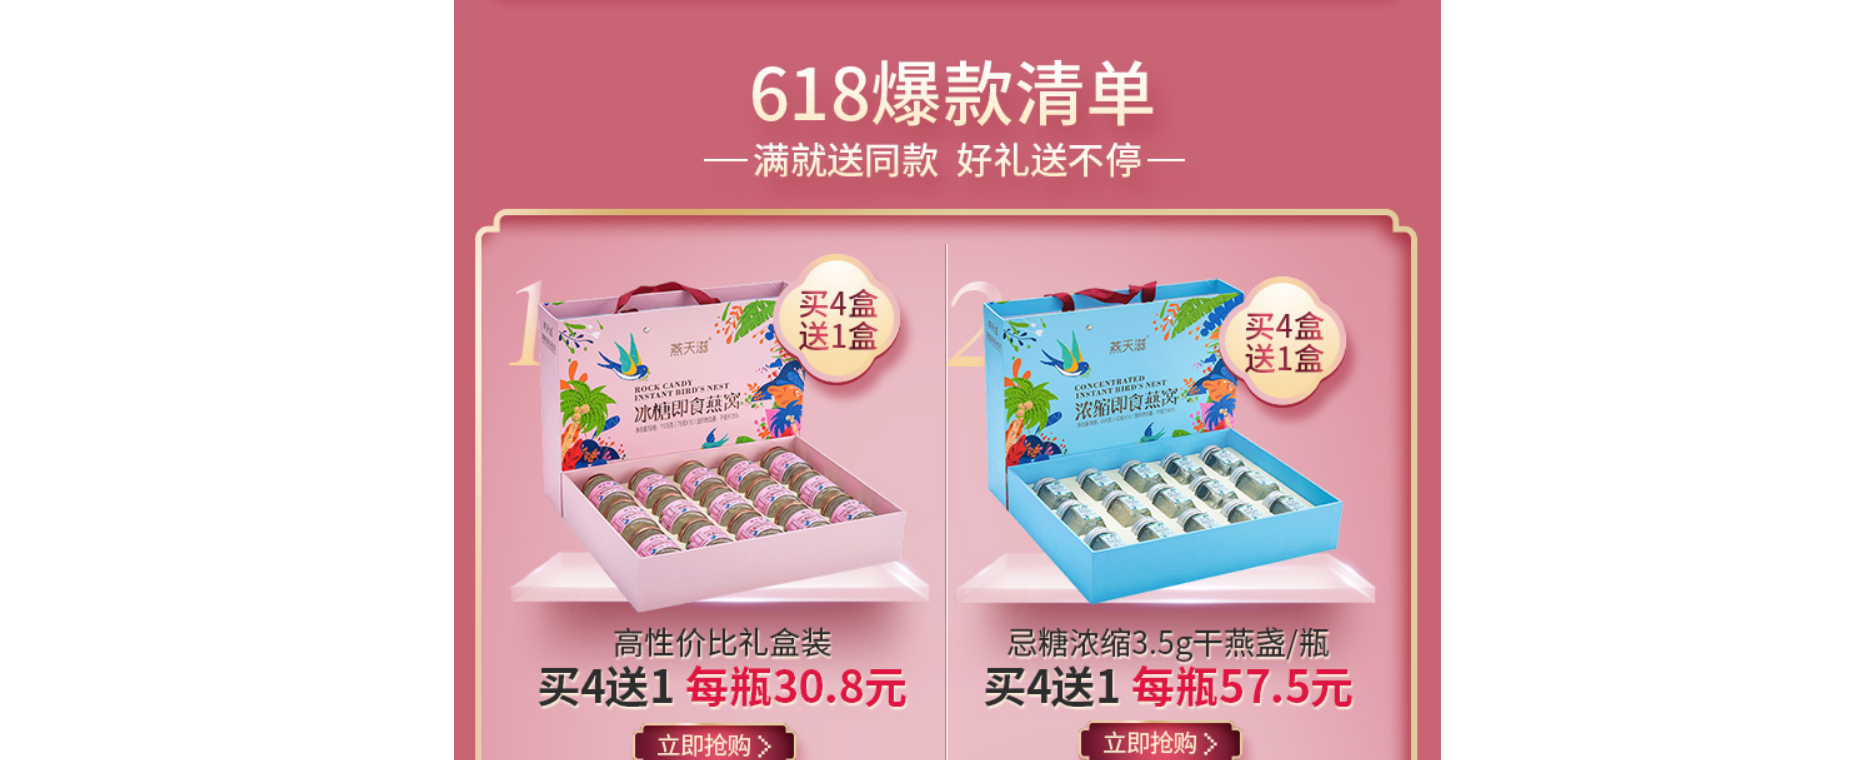 618爆款清单
满就送同款 好礼送不停
1
买4盒
送1盒
燕天滋
ROCK CANDY
INSTANT BIRD'S NEST
冰糖即食燕窝
高性价比礼盒装
买4送1 每瓶30.8元
立即抢购
2
买4盒
送1盒
燕天滋
CONCENTRATED
INSTANT BIRD'S NEST
浓缩即食燕窝
忌糖浓缩3.5g干燕盏/瓶
买4送1 每瓶57.5元
立即抢购